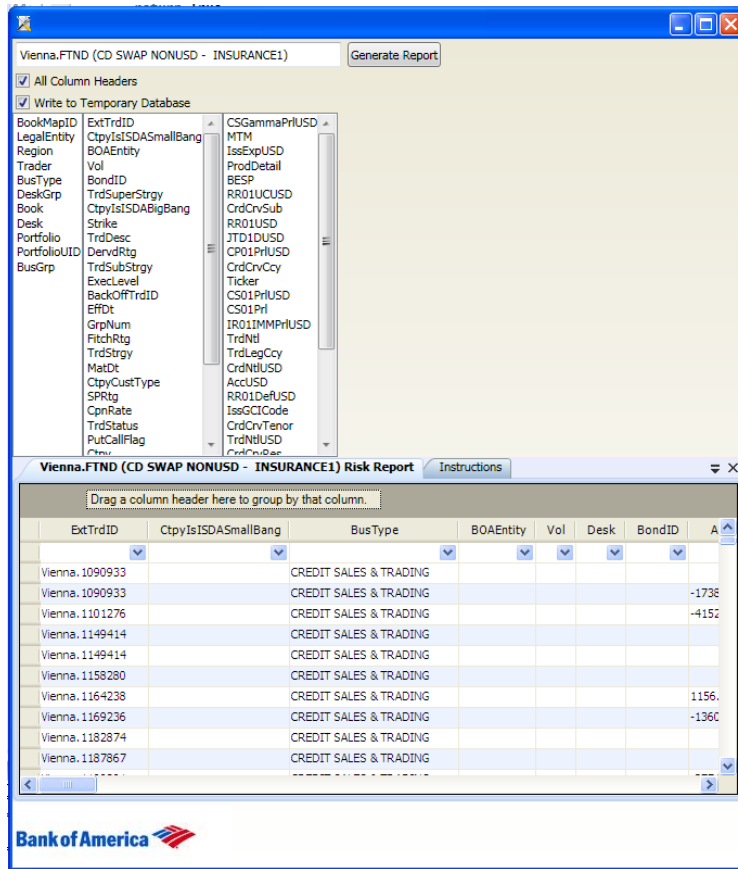 Vienna.FTND (CD SWAP NONUSD - INSURANCE1)
Generate Report
All Column Headers
Write to Temporary Database
BookMapID
LegalEntity
Region
Trader
BusType
DeskGrp
Book
Desk
Portfolio
PortfolioUID
BusGrp
ExtTrdID
CtpyIsISDASmallBang
BOAEntity
Vol
BondID
TrdSuperStrgy
CtpyIsISDABigBang
Strike
TrdDesc
DervdRtg
TrdSubStrgy
ExecLevel
BackOffTrdID
EffDt
GrpNum
FitchRtg
TrdStrgy
MatDt
CtpyCustType
SPRtg
CpnRate
TrdStatus
PutCallFlag
Ctpy
CSGammaPrlUSD
MTM
IssExpUSD
ProdDetail
BESP
RR01UCUSD
CrdCrvSub
RR01USD
JTD1DUSD
CP01PrlUSD
CrdCrvCcy
Ticker
CS01PrlUSD
CS01Prl
IR01IMMPrlUSD
TrdNtl
TrdLegCcy
CrdNtlUSD
AccUSD
RR01DefUSD
IssGCICode
CrdCrvTenor
TrdNtlUSD
CrdCrvRes
Vienna.FTND (CD SWAP NONUSD - INSURANCE1) Risk Report Instructions
Drag a column header here to group by that column.
ExtTrdID CtpyIsISDASmallBang BusType BOAEntity Vol Desk BondID A
Vienna.1090933 CREDIT SALES & TRADING
Vienna.1090933 CREDIT SALES & TRADING -1738
Vienna.1101276 CREDIT SALES & TRADING -4152
Vienna.1149414 CREDIT SALES & TRADING
Vienna.1149414 CREDIT SALES & TRADING
Vienna.1158280 CREDIT SALES & TRADING
Vienna.1164238 CREDIT SALES & TRADING 1156.
Vienna.1169236 CREDIT SALES & TRADING -1360
Vienna.1182874 CREDIT SALES & TRADING
Vienna.1187867 CREDIT SALES & TRADING
Bank of America